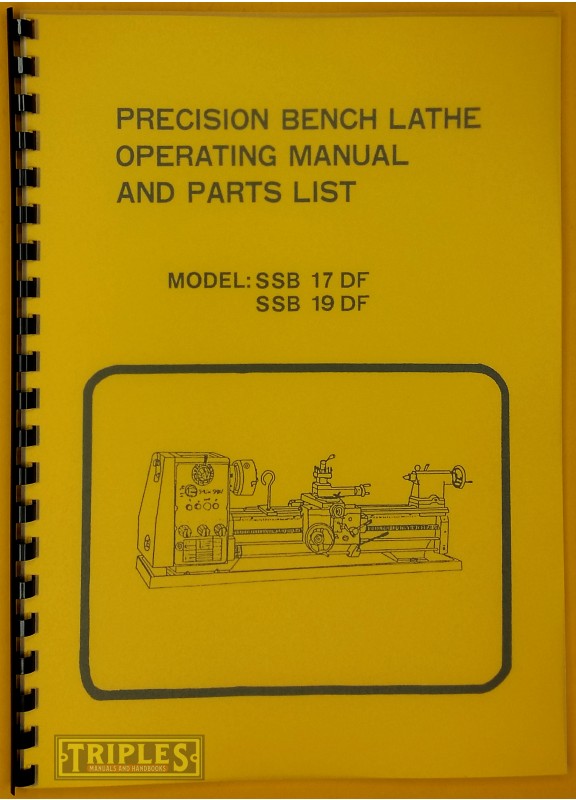 PRECISION BENCH LATHE
OPERATING MANUAL
AND PARTS LIST
MODEL: SSB 17 DF
SSB 19 DF
TRIPLES
MANUALS AND HANDBOOKS